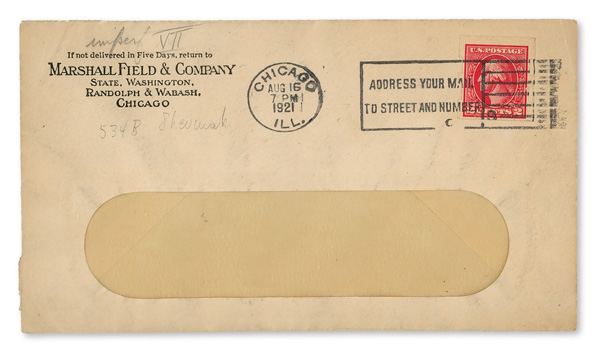 imperf VII
If not delivered in Five Days, return to
MARSHALL FIELD & COMPANY
STATE, WASHINGTON,
RANDOLPH & WABASH,
CHICAGO
534B
CHICAGO
AUG 16
7 PM
1921
ILL.
ADDRESS YOUR MAIL
TO STREET AND NUMBER
C
U.S. POSTAGE